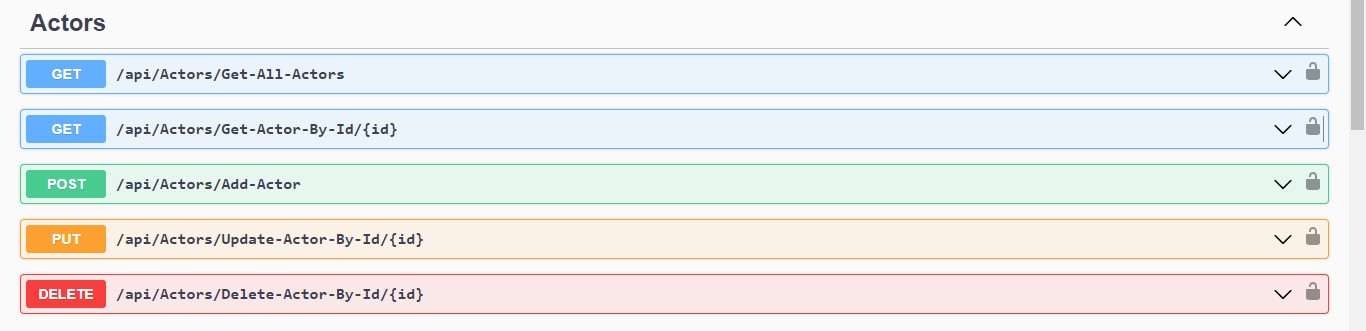 Actors
GET /api/Actors/Get-All-Actors
GET /api/Actors/Get-Actor-By-Id/{id}
POST /api/Actors/Add-Actor
PUT /api/Actors/Update-Actor-By-Id/{id}
DELETE /api/Actors/Delete-Actor-By-Id/{id}